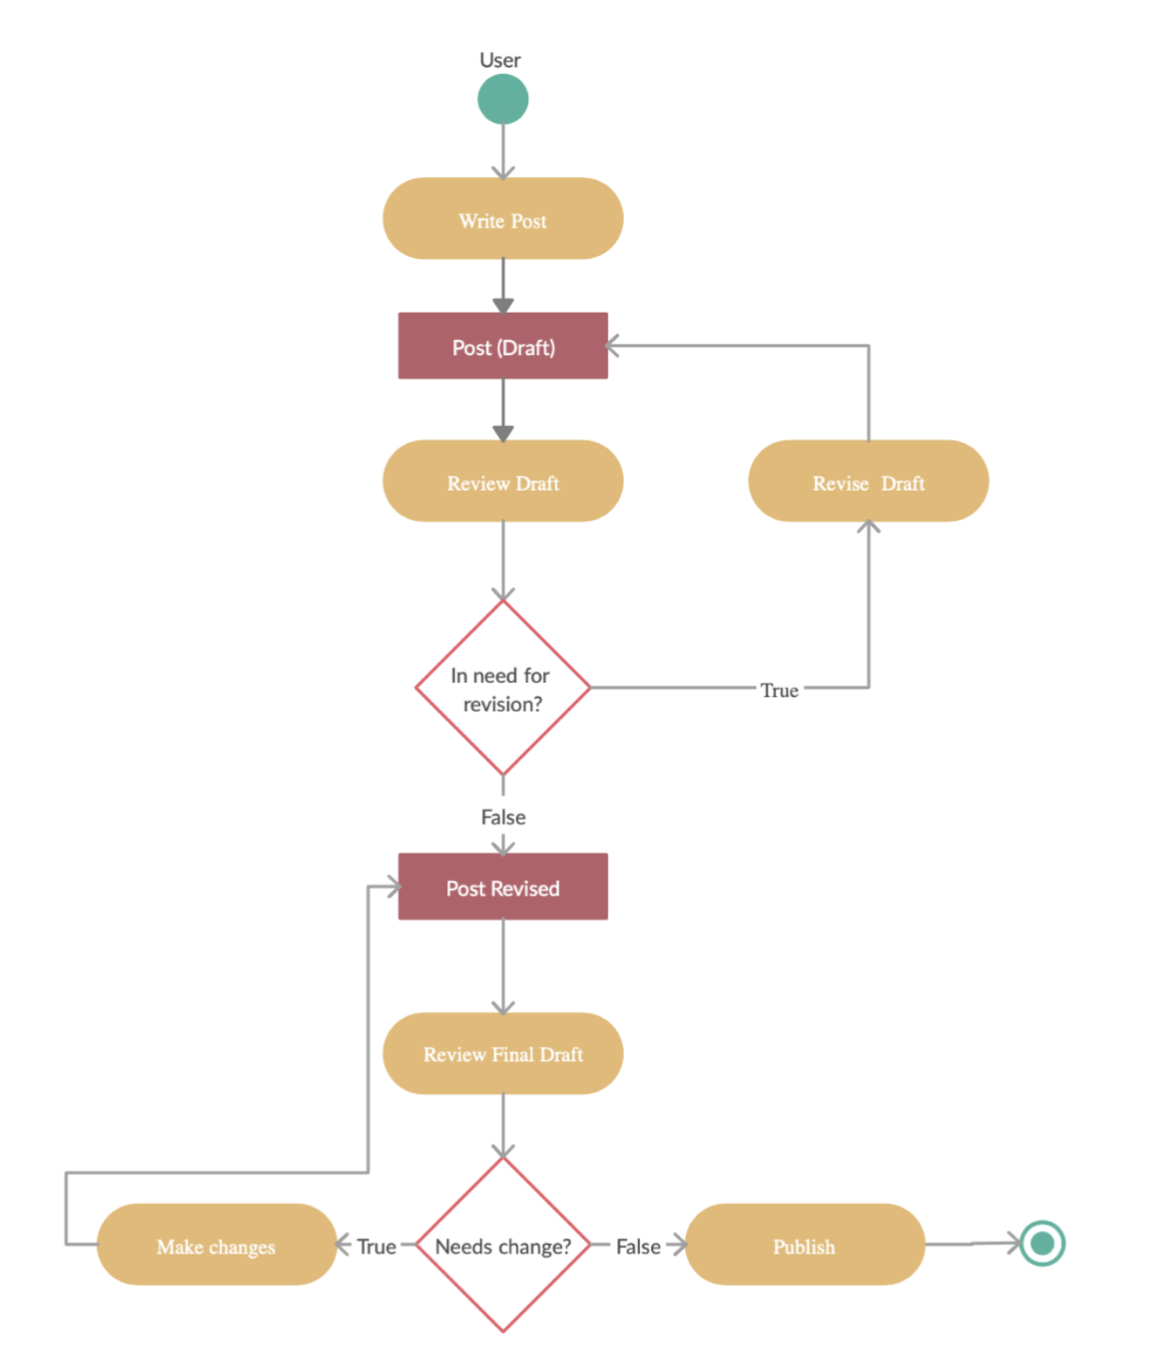 User
Write Post
Post (Draft)
Review Draft
Revise  Draft
In need for
revision?
True
False
Post Revised
Review Final Draft
Make changes
True
Needs change?
False
Publish